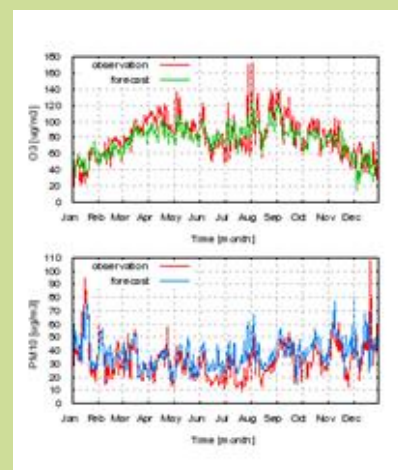 180
160
140
120
100
80
60
40
20
0
O3 [ug/m3]
observation
forecast
Jan Feb Mar Apr May Jun Jul Aug Sep Oct Nov Dec
Time [month]
110
100
90
80
70
60
50
40
30
20
10
0
PM10 [ug/m3]
observation
forecast
Jan Feb Mar Apr May Jun Jul Aug Sep Oct Nov Dec
Time [month]